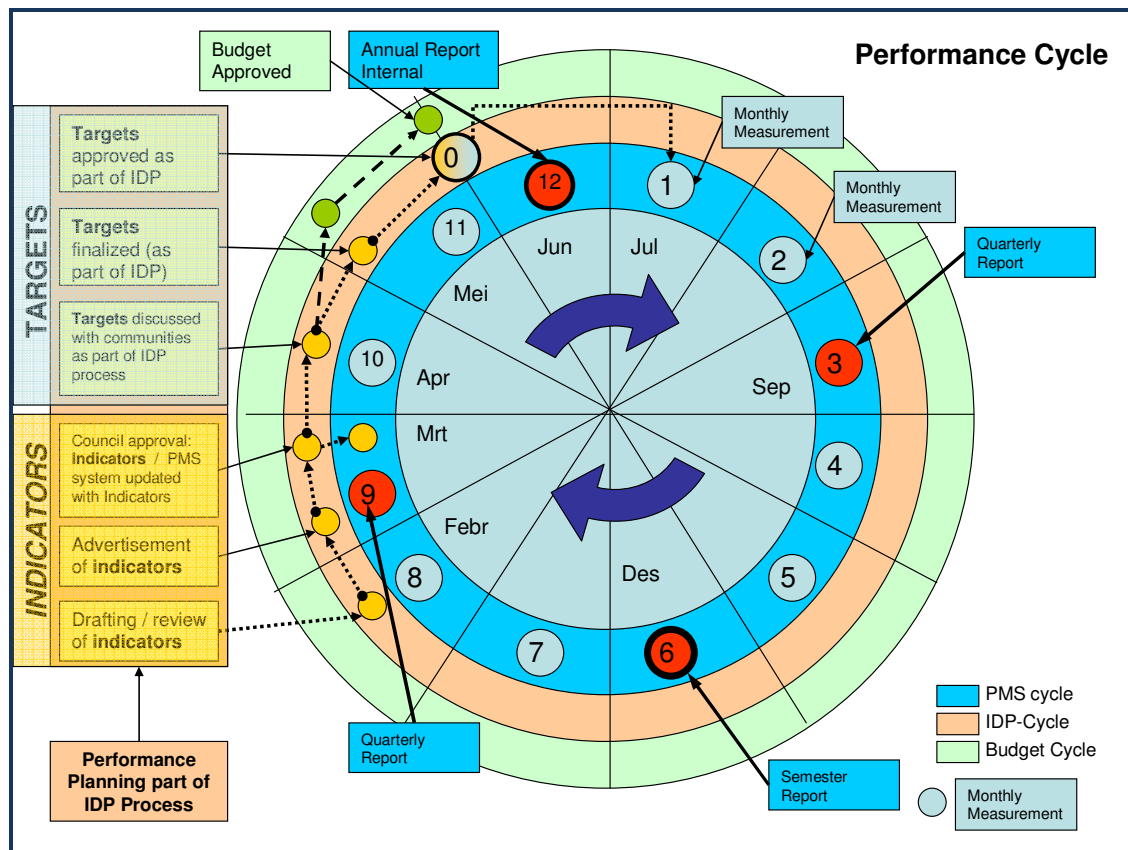 Performance Cycle
Budget
Approved
Annual Report
Internal
Monthly
Measurement
Monthly
Measurement
Quarterly
Report
TARGETS
Targets
approved as
part of IDP
Targets
finalized (as
part of IDP)
Targets discussed
with communities
as part of IDP
process
INDICATORS
Council approval:
Indicators / PMS
system updated
with Indicators
Advertisement
of indicators
Drafting / review
of indicators
Performance
Planning part of
IDP Process
0
12
1
11
2
10
3
9
4
8
5
7
6
Jun
Jul
Mei
Apr
Sep
Mrt
Febr
Des
Quarterly
Report
Semester
Report
PMS cycle
IDP-Cycle
Budget Cycle
Monthly
Measurement